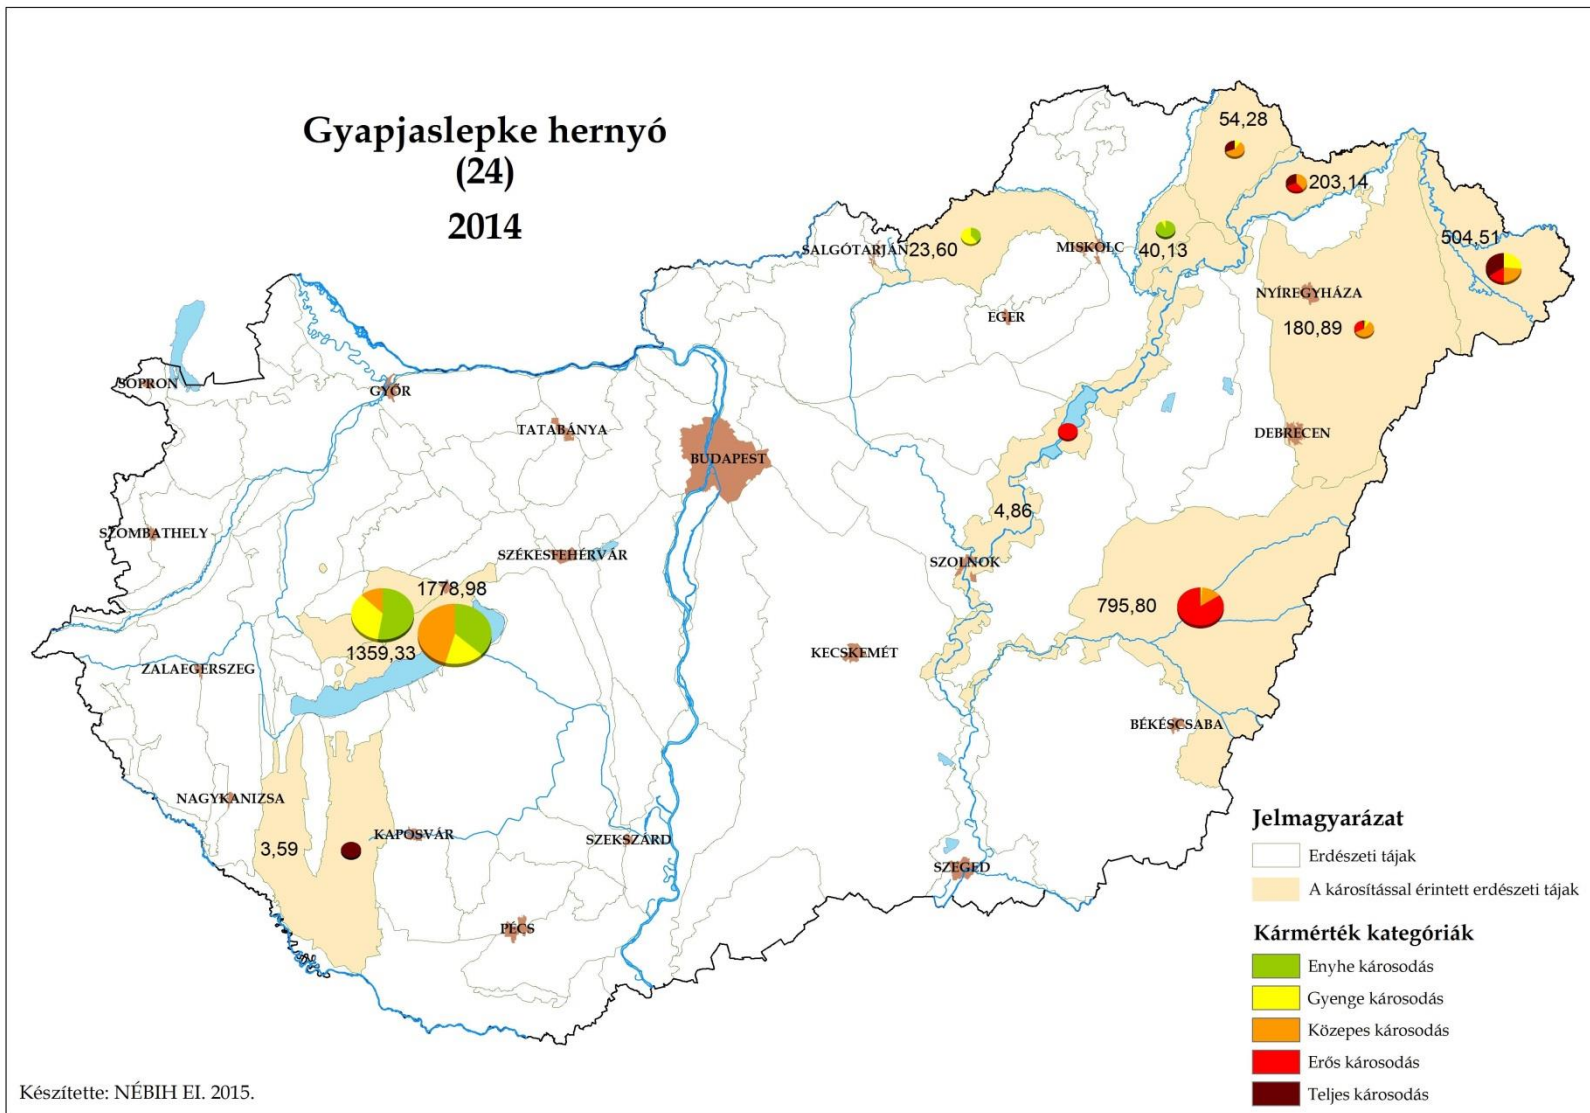 Gyapjaslepke hernyó
(24)
2014
54,28
203,14
SALGÓTARJÁN
23,60
MISKOLC
40,13
504,51
NYÍREGYHÁZA
EGER
180,89
SOPRON
GYŐR
TATABÁNYA
BUDAPEST
DEBRECEN
4,86
SZOMBATHELY
SZÉKESFEHÉRVÁR
SZOLNOK
1778,98
795,80
1359,33
ZALAEGERSZEG
KECSKEMÉT
BÉKÉSCSABA
NAGYKANIZSA
KAPOSVÁR
SZEKSZÁRD
3,59
SZEGED
PÉCS
Jelmagyarázat
Erdészeti tájak
A károsítással érintett erdészeti tájak
Kármérték kategóriák
Enyhe károsodás
Gyenge károsodás
Közepes károsodás
Erős károsodás
Teljes károsodás
Készítette: NÉBIH EI. 2015.